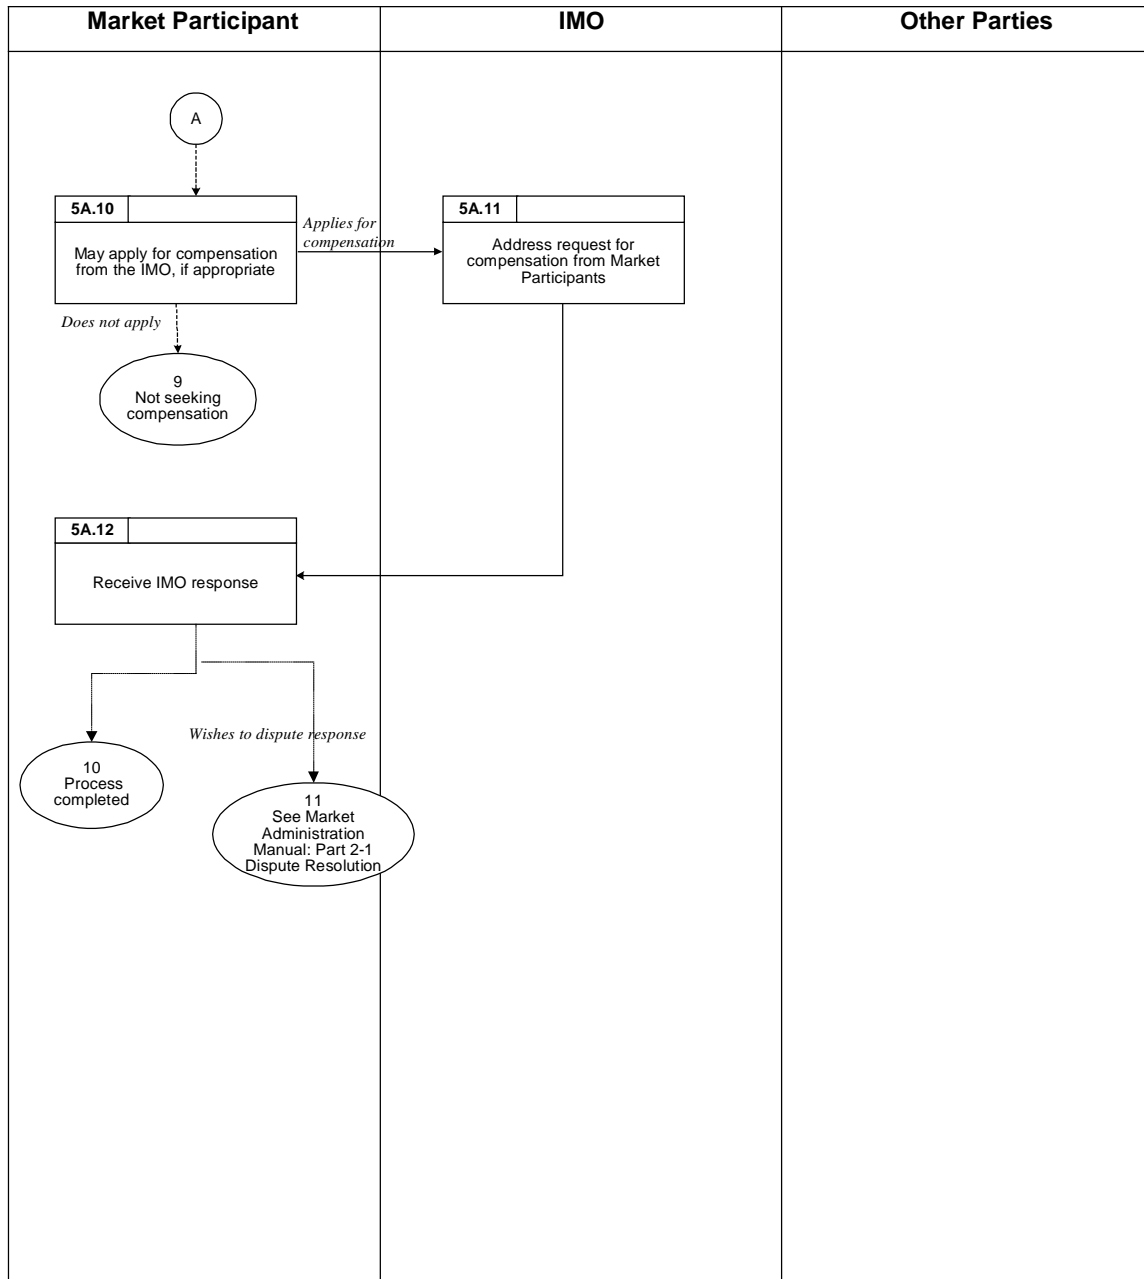 Market Participant
IMO
Other Parties
A
5A.10
May apply for compensation
from the IMO, if appropriate
Applies for
compensation
5A.11
Address request for
compensation from Market
Participants
Does not apply
9
Not seeking
compensation
5A.12
Receive IMO response
Wishes to dispute response
10
Process
completed
11
See Market
Administration
Manual: Part 2-1
Dispute Resolution